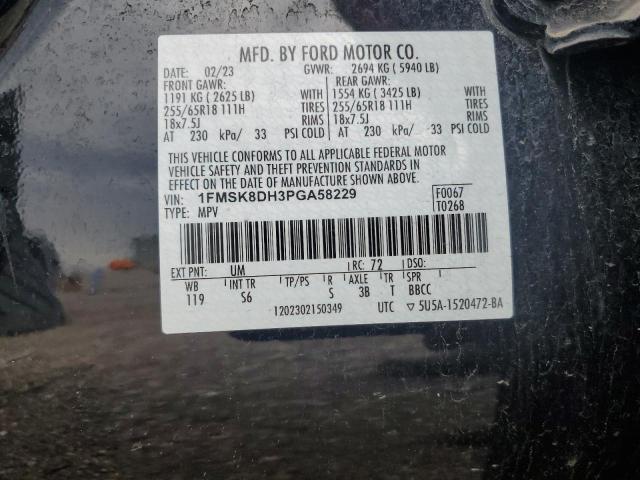 MFD. BY FORD MOTOR CO.
DATE: 02/23 GVWR: 2694 KG ( 5940 LB)
FRONT GAWR: REAR GAWR:
1191 KG ( 2625 LB) WITH 1554 KG ( 3425 LB) WITH
255/65R18 111H TIRES 255/65R18 111H TIRES
18x7.5J RIMS 18x7.5J RIMS
AT 230 kPa/ 33 PSI COLD AT 230 kPa/ 33 PSI COLD
THIS VEHICLE CONFORMS TO ALL APPLICABLE FEDERAL MOTOR
VEHICLE SAFETY AND THEFT PREVENTION STANDARDS IN
EFFECT ON THE DATE OF MANUFACTURE SHOWN ABOVE.
VIN: 1FMSK8DH3PGA58229 F0067
TYPE: MPV T0268
EXT PNT: UM RC: 72 DSO:
WB INT TR TP/PS R AXLE TR SPR
119 S6 S 3B T BBCC
1202302150349 UTC ▽ 5U5A-1520472-BA